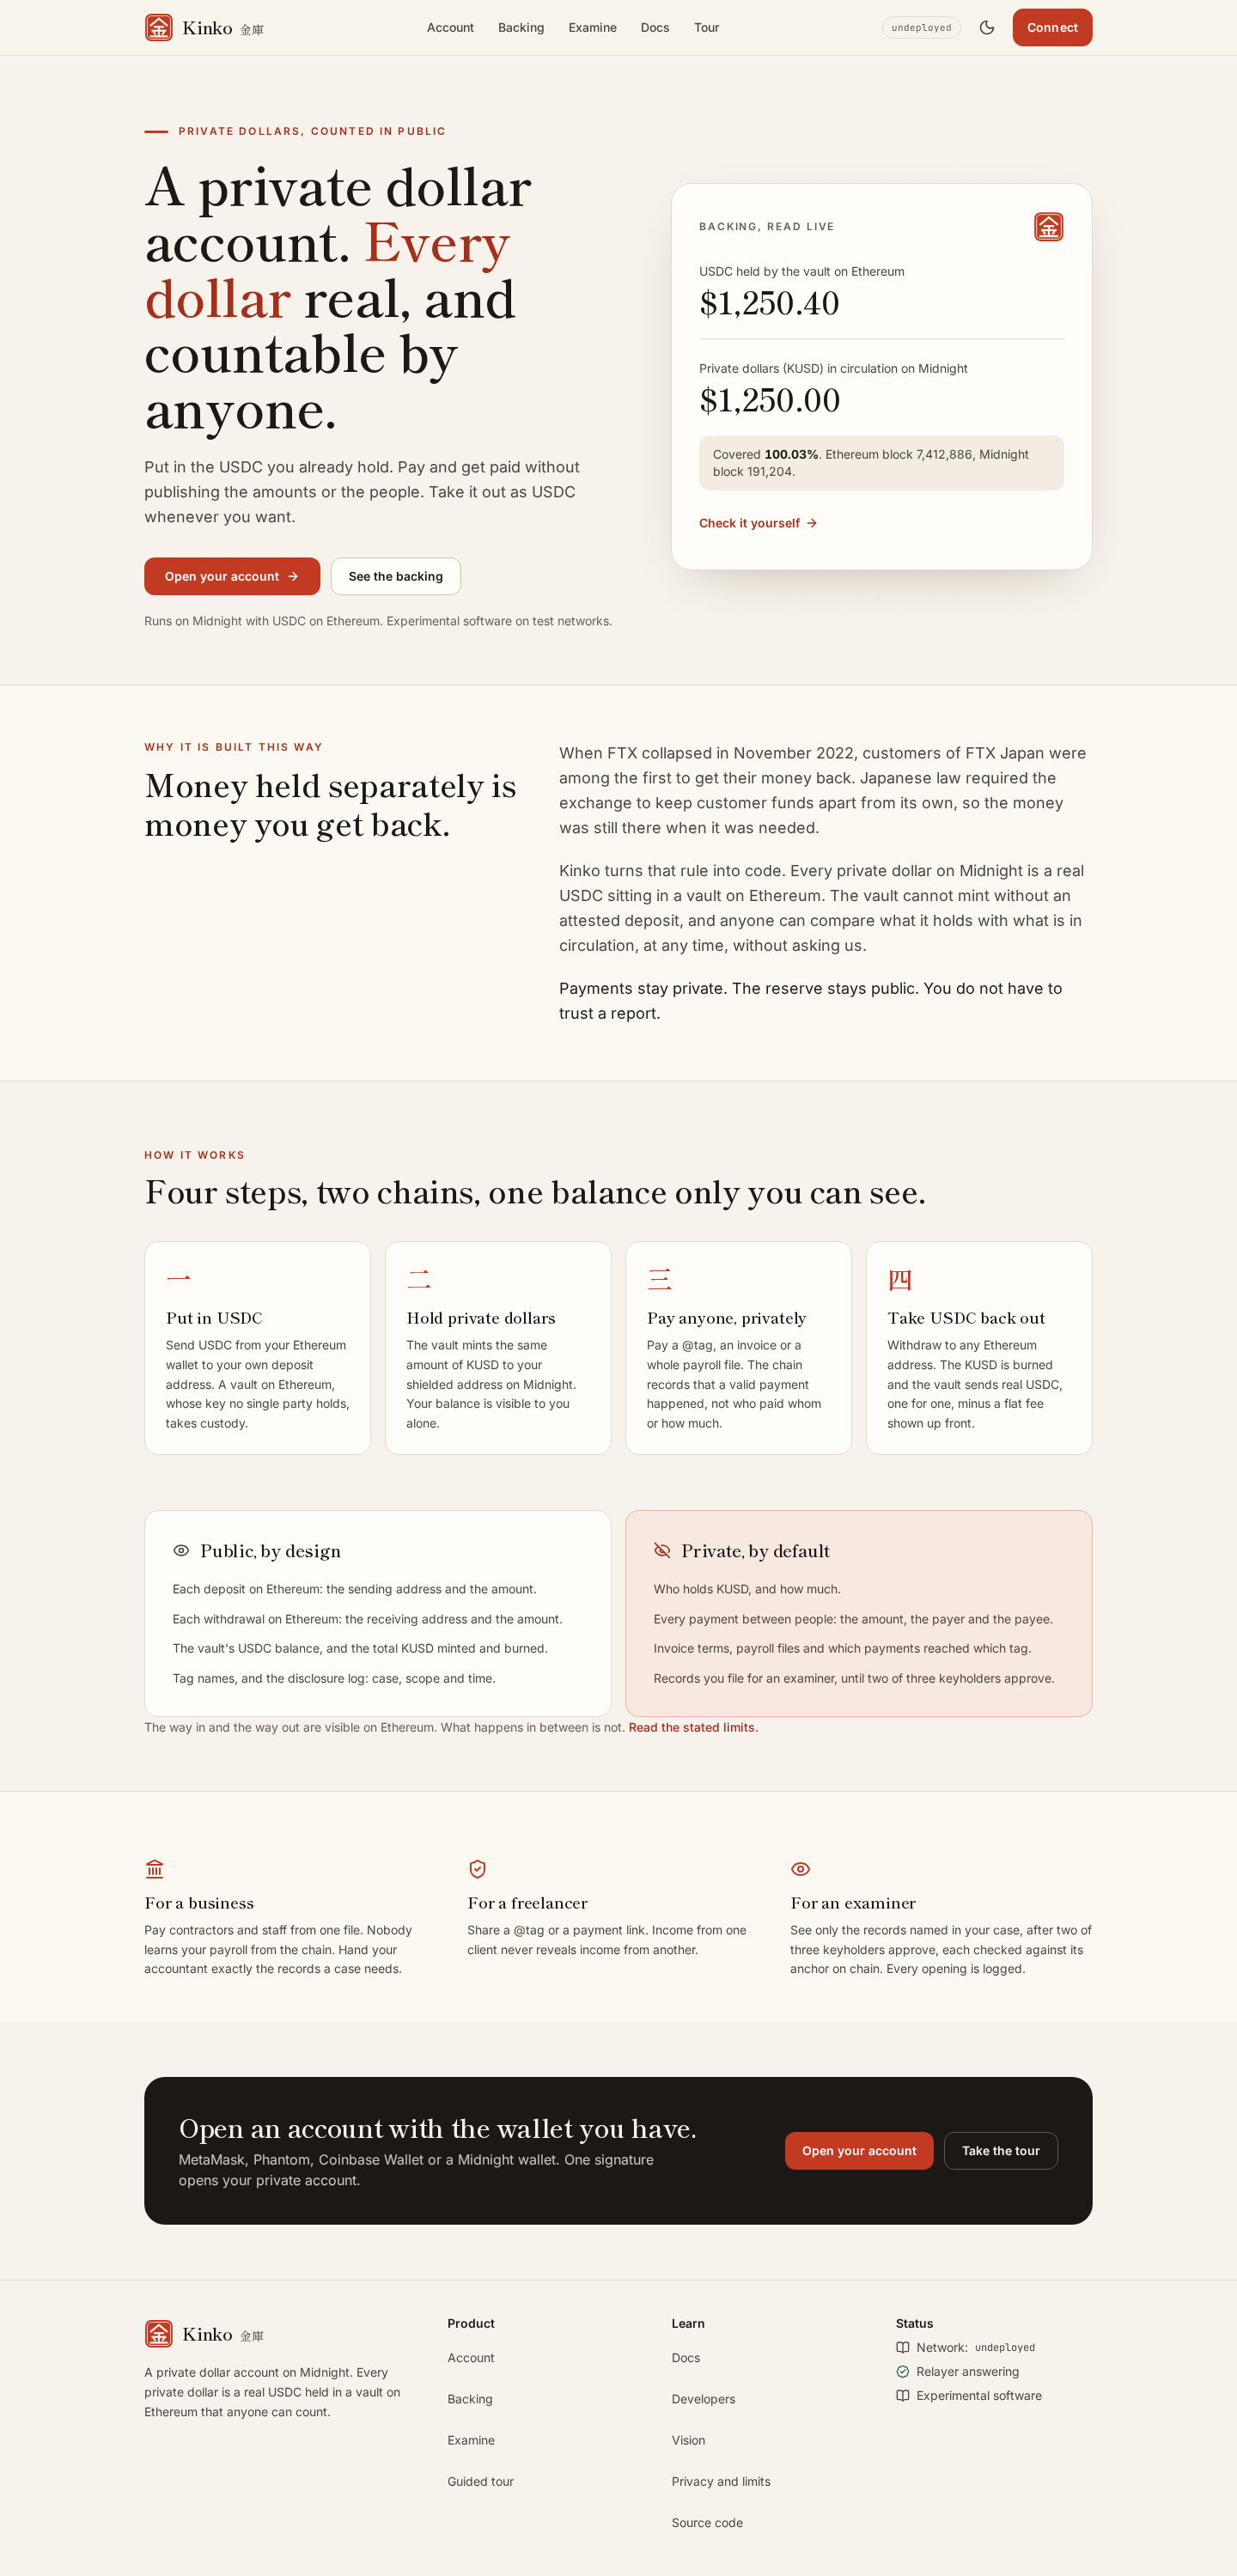 金 Kinko 金庫
Account Backing Examine Docs Tour
undeployed
Connect
PRIVATE DOLLARS, COUNTED IN PUBLIC
A private dollar
account. Every
dollar real, and
countable by
anyone.
Put in the USDC you already hold. Pay and get paid without
publishing the amounts or the people. Take it out as USDC
whenever you want.
Open your account →
See the backing
Runs on Midnight with USDC on Ethereum. Experimental software on test networks.
BACKING, READ LIVE
金
USDC held by the vault on Ethereum
$1,250.40
Private dollars (KUSD) in circulation on Midnight
$1,250.00
Covered 100.03%. Ethereum block 7,412,886, Midnight
block 191,204.
Check it yourself →
WHY IT IS BUILT THIS WAY
Money held separately is
money you get back.
When FTX collapsed in November 2022, customers of FTX Japan were
among the first to get their money back. Japanese law required the
exchange to keep customer funds apart from its own, so the money
was still there when it was needed.
Kinko turns that rule into code. Every private dollar on Midnight is a real
USDC sitting in a vault on Ethereum. The vault cannot mint without an
attested deposit, and anyone can compare what it holds with what is in
circulation, at any time, without asking us.
Payments stay private. The reserve stays public. You do not have to
trust a report.
HOW IT WORKS
Four steps, two chains, one balance only you can see.
一
Put in USDC
Send USDC from your Ethereum
wallet to your own deposit
address. A vault on Ethereum,
whose key no single party holds,
takes custody.
二
Hold private dollars
The vault mints the same
amount of KUSD to your
shielded address on Midnight.
Your balance is visible to you
alone.
三
Pay anyone, privately
Pay a @tag, an invoice or a
whole payroll file. The chain
records that a valid payment
happened, not who paid whom
or how much.
四
Take USDC back out
Withdraw to any Ethereum
address. The KUSD is burned
and the vault sends real USDC,
one for one, minus a flat fee
shown up front.
Public, by design
Each deposit on Ethereum: the sending address and the amount.
Each withdrawal on Ethereum: the receiving address and the amount.
The vault's USDC balance, and the total KUSD minted and burned.
Tag names, and the disclosure log: case, scope and time.
Private, by default
Who holds KUSD, and how much.
Every payment between people: the amount, the payer and the payee.
Invoice terms, payroll files and which payments reached which tag.
Records you file for an examiner, until two of three keyholders approve.
The way in and the way out are visible on Ethereum. What happens in between is not. Read the stated limits.
For a business
Pay contractors and staff from one file. Nobody
learns your payroll from the chain. Hand your
accountant exactly the records a case needs.
For a freelancer
Share a @tag or a payment link. Income from one
client never reveals income from another.
For an examiner
See only the records named in your case, after two of
three keyholders approve, each checked against its
anchor on chain. Every opening is logged.
Open an account with the wallet you have.
MetaMask, Phantom, Coinbase Wallet or a Midnight wallet. One signature
opens your private account.
Open your account
Take the tour
金 Kinko 金庫
A private dollar account on Midnight. Every
private dollar is a real USDC held in a vault on
Ethereum that anyone can count.
Product
Account
Backing
Examine
Guided tour
Learn
Docs
Developers
Vision
Privacy and limits
Source code
Status
Network: undeployed
Relayer answering
Experimental software